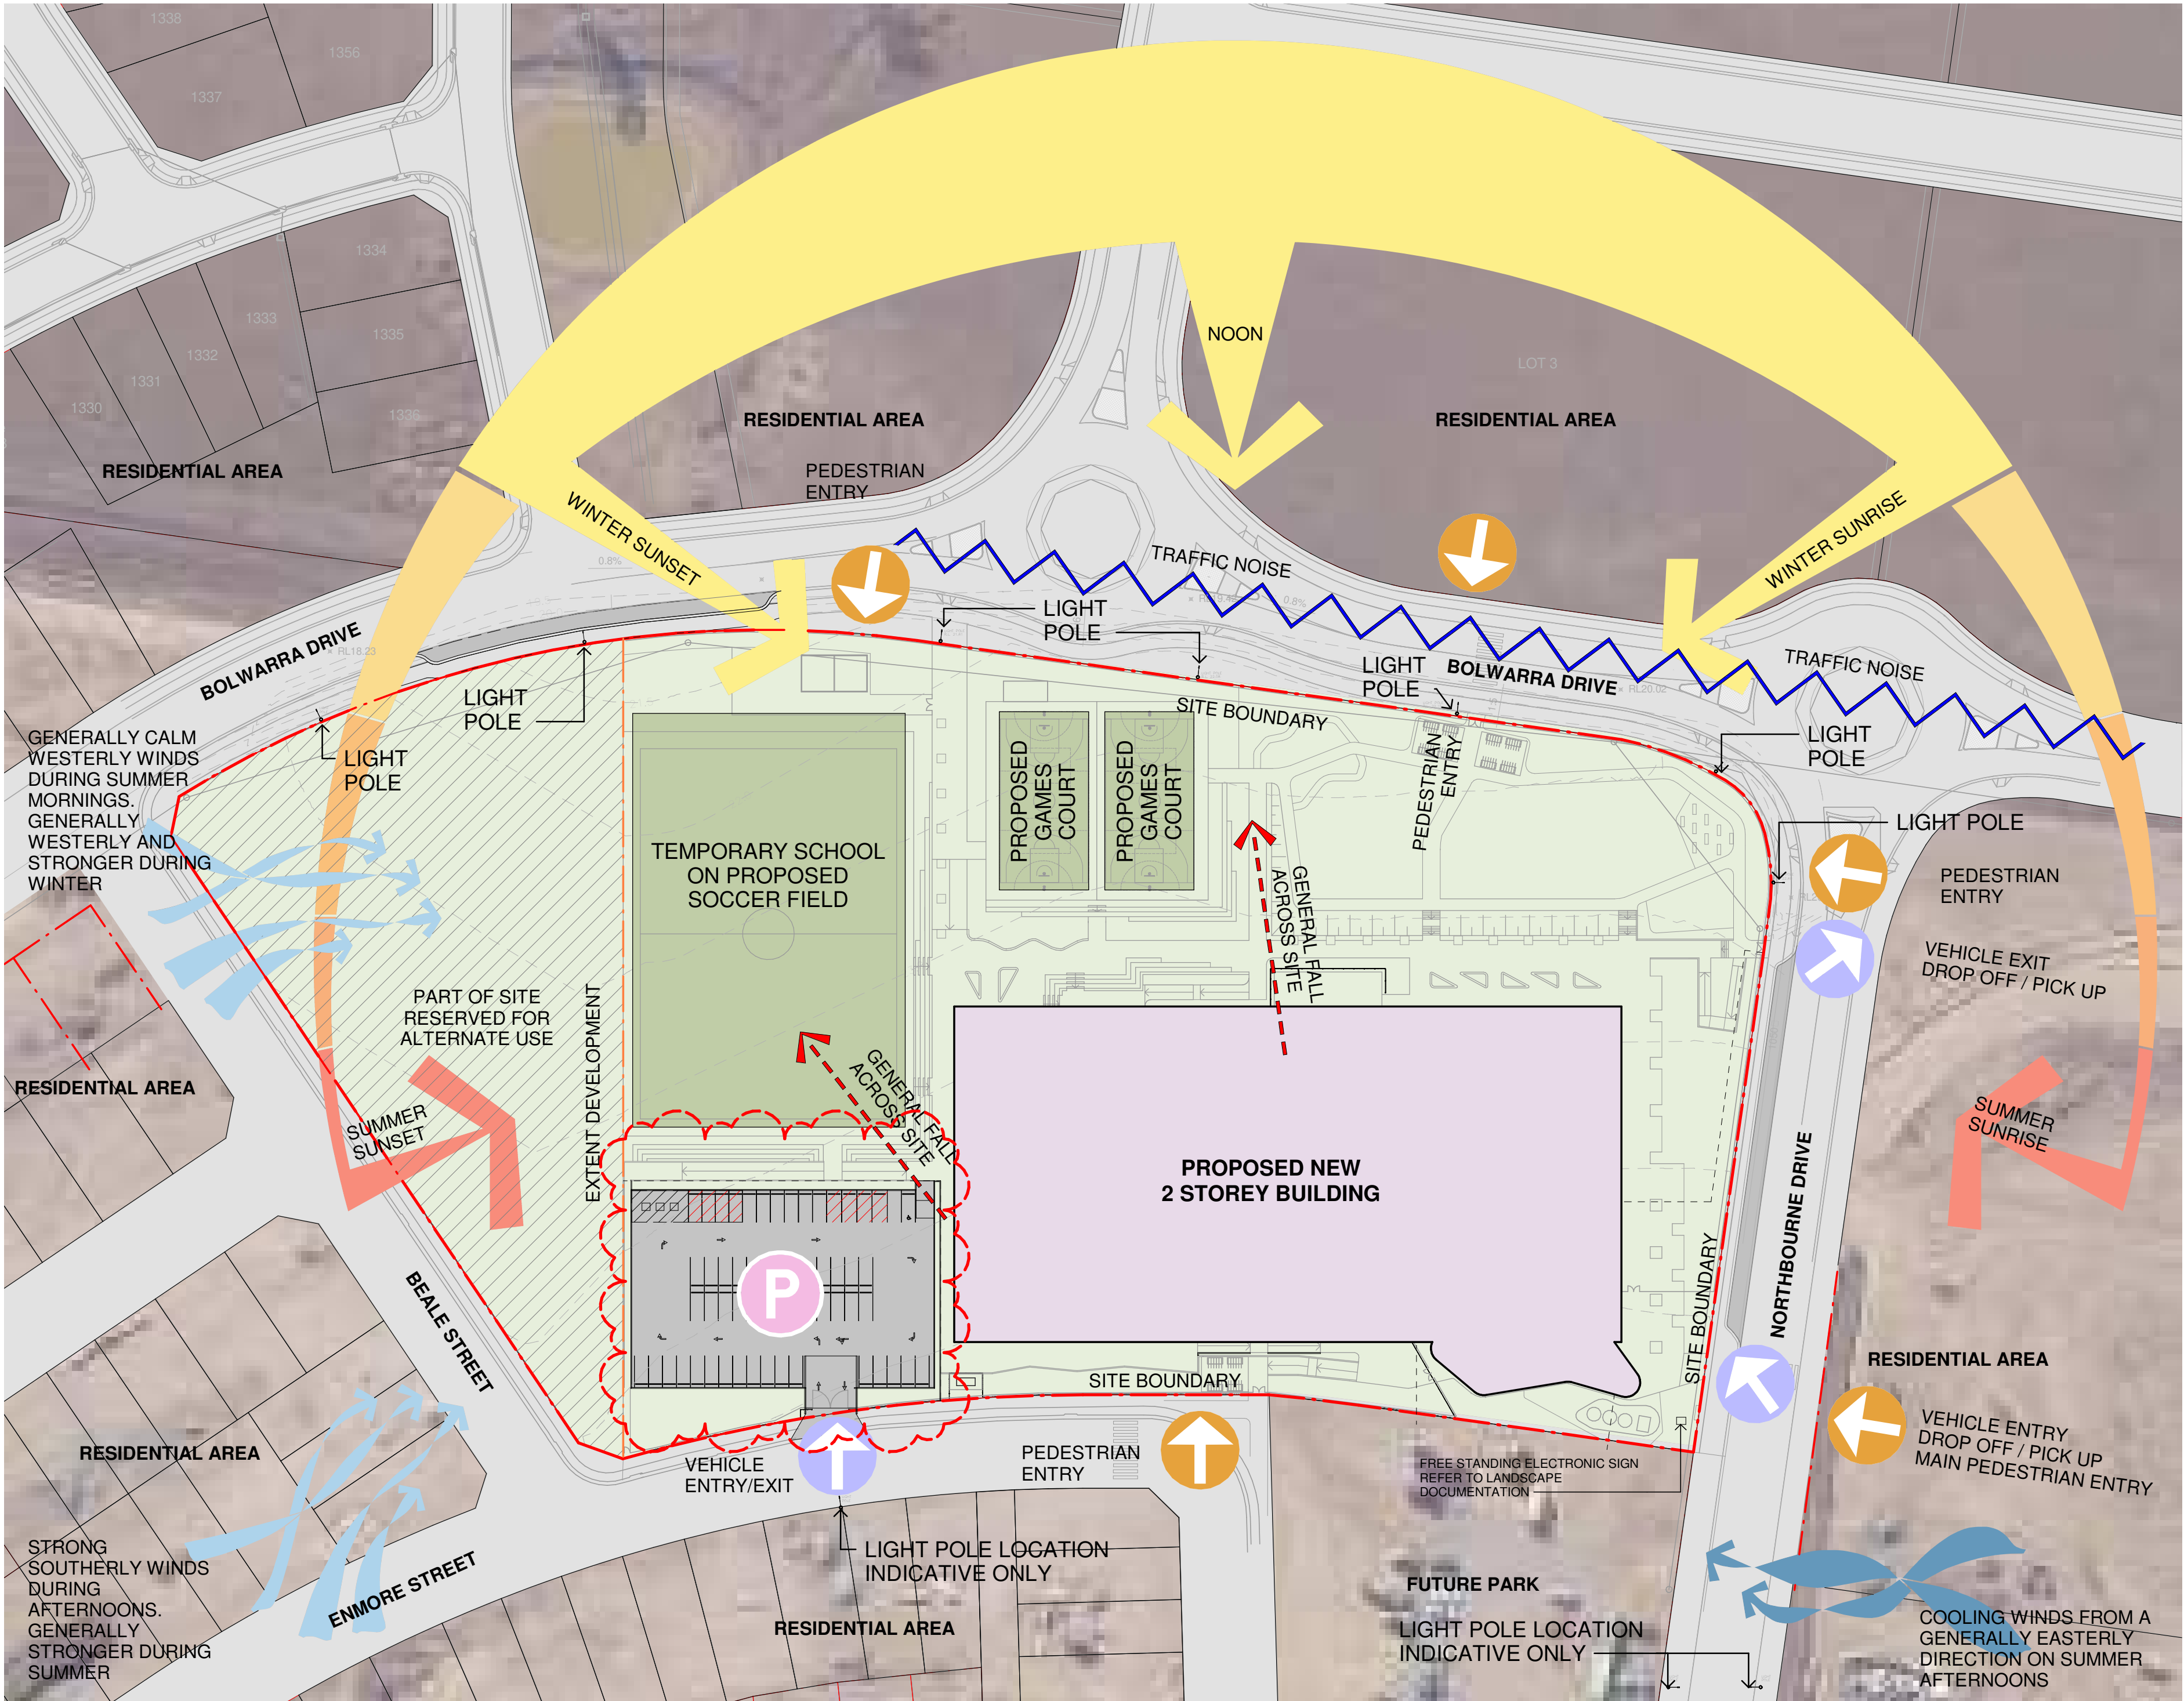 1338
1356
1337
1334
1333
1335
1332
1331
1330
1336
NOON
LOT 3
RESIDENTIAL AREA
RESIDENTIAL AREA
RESIDENTIAL AREA
PEDESTRIAN
ENTRY
WINTER SUNSET
WINTER SUNRISE
TRAFFIC NOISE
0.8%
0.8%
LIGHT
POLE
BOLWARRA DRIVE
RL18.23
LIGHT
POLE
BOLWARRA DRIVE
RL20.02
TRAFFIC NOISE
LIGHT
POLE
SITE BOUNDARY
LIGHT
POLE
LIGHT
POLE
GENERALLY CALM
WESTERLY WINDS
DURING SUMMER
MORNINGS.
GENERALLY
WESTERLY AND
STRONGER DURING
WINTER
PROPOSED
GAMES
COURT
PROPOSED
GAMES
COURT
PEDESTRIAN
ENTRY
LIGHT POLE
TEMPORARY SCHOOL
ON PROPOSED
SOCCER FIELD
GENERAL FALL
ACROSS SITE
PEDESTRIAN
ENTRY
VEHICLE EXIT
DROP OFF / PICK UP
PART OF SITE
RESERVED FOR
ALTERNATE USE
EXTENT DEVELOPMENT
RESIDENTIAL AREA
SUMMER
SUNSET
GENERAL FALL
ACROSS SITE
SUMMER
SUNRISE
PROPOSED NEW
2 STOREY BUILDING
P
NORTHBOURNE DRIVE
SITE BOUNDARY
BEALE STREET
SITE BOUNDARY
RESIDENTIAL AREA
RESIDENTIAL AREA
VEHICLE
ENTRY/EXIT
PEDESTRIAN
ENTRY
FREE STANDING ELECTRONIC SIGN
REFER TO LANDSCAPE
DOCUMENTATION
VEHICLE ENTRY
DROP OFF / PICK UP
MAIN PEDESTRIAN ENTRY
STRONG
SOUTHERLY WINDS
DURING
AFTERNOONS.
GENERALLY
STRONGER DURING
SUMMER
ENMORE STREET
LIGHT POLE LOCATION
INDICATIVE ONLY
RESIDENTIAL AREA
FUTURE PARK
LIGHT POLE LOCATION
INDICATIVE ONLY
COOLING WINDS FROM A
GENERALLY EASTERLY
DIRECTION ON SUMMER
AFTERNOONS